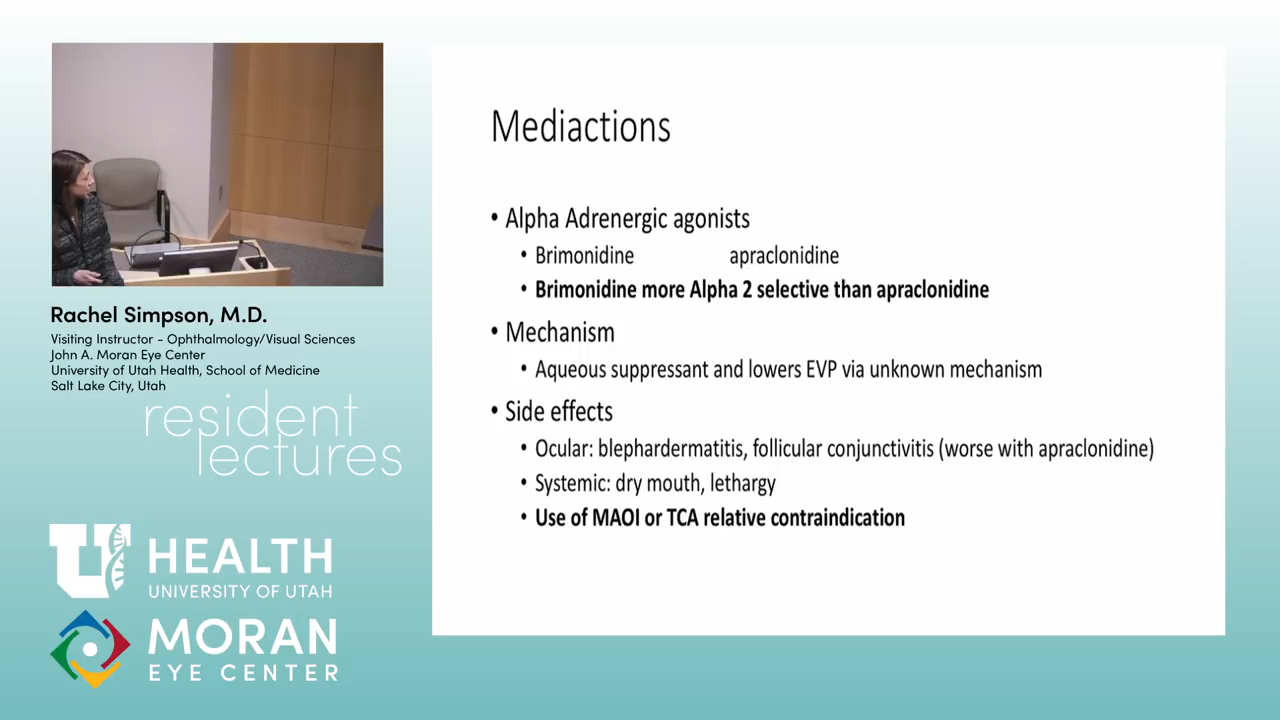 Rachel Simpson, M.D.
Visiting Instructor - Ophthalmology/Visual Sciences
John A. Moran Eye Center
University of Utah Health, School of Medicine
Salt Lake City, Utah
resident
lectures
U HEALTH
UNIVERSITY OF UTAH
MORAN
EYE CENTER
Mediactions
• Alpha Adrenergic agonists
• Brimonidine apraclonidine
• Brimonidine more Alpha 2 selective than apraclonidine
• Mechanism
• Aqueous suppressant and lowers EVP via unknown mechanism
• Side effects
• Ocular: blephardermatitis, follicular conjunctivitis (worse with apraclonidine)
• Systemic: dry mouth, lethargy
• Use of MAOI or TCA relative contraindication